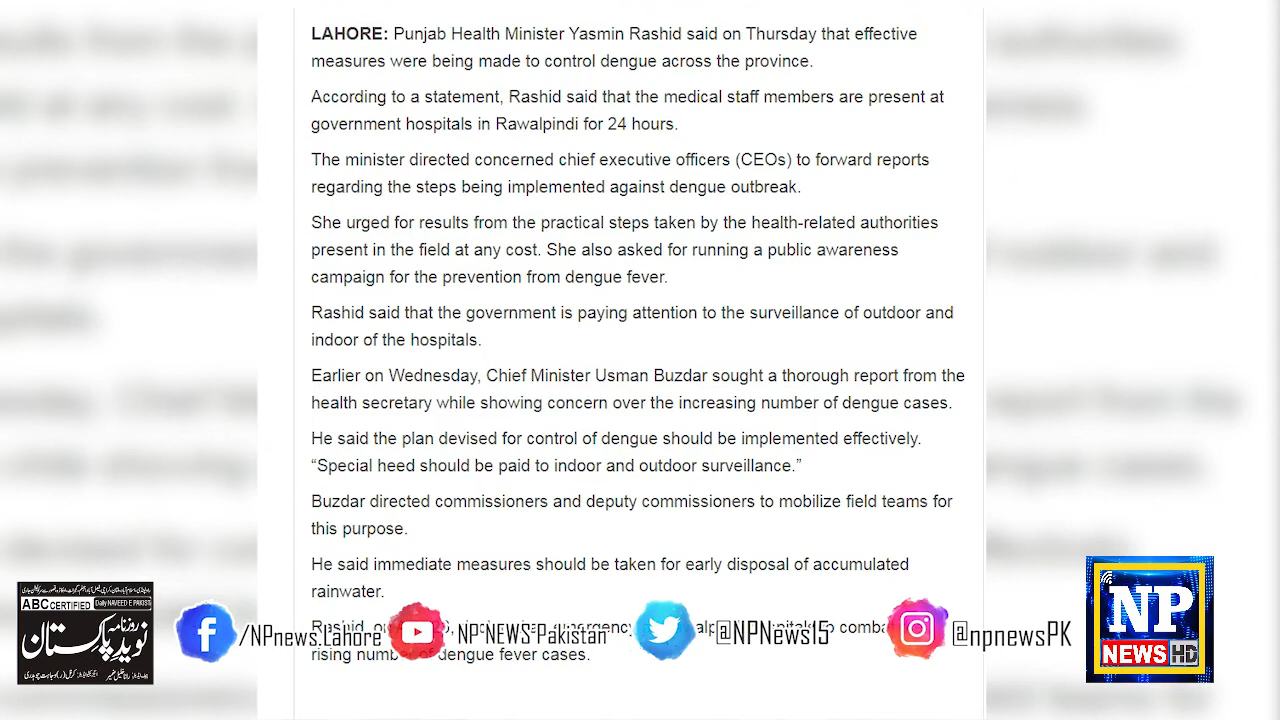 LAHORE: Punjab Health Minister Yasmin Rashid said on Thursday that effective
measures were being made to control dengue across the province.
According to a statement, Rashid said that the medical staff members are present at
government hospitals in Rawalpindi for 24 hours.
The minister directed concerned chief executive officers (CEOs) to forward reports
regarding the steps being implemented against dengue outbreak.
She urged for results from the practical steps taken by the health-related authorities
present in the field at any cost. She also asked for running a public awareness
campaign for the prevention from dengue fever.
Rashid said that the government is paying attention to the surveillance of outdoor and
indoor of the hospitals.
Earlier on Wednesday, Chief Minister Usman Buzdar sought a thorough report from the
health secretary while showing concern over the increasing number of dengue cases.
He said the plan devised for control of dengue should be implemented effectively.
“Special heed should be paid to indoor and outdoor surveillance.”
Buzdar directed commissioners and deputy commissioners to mobilize field teams for
this purpose.
He said immediate measures should be taken for early disposal of accumulated
rainwater.
Rashid,
rising number of dengue fever cases.
ABC CERTIFIED Daily NAVEED E PAKISTAN
روزنامہ
نوید پاکستان
/NPnews.Lahore
NP NEWS Pakistan
@NPNews15
@npnewsPK
NP
NEWS HD